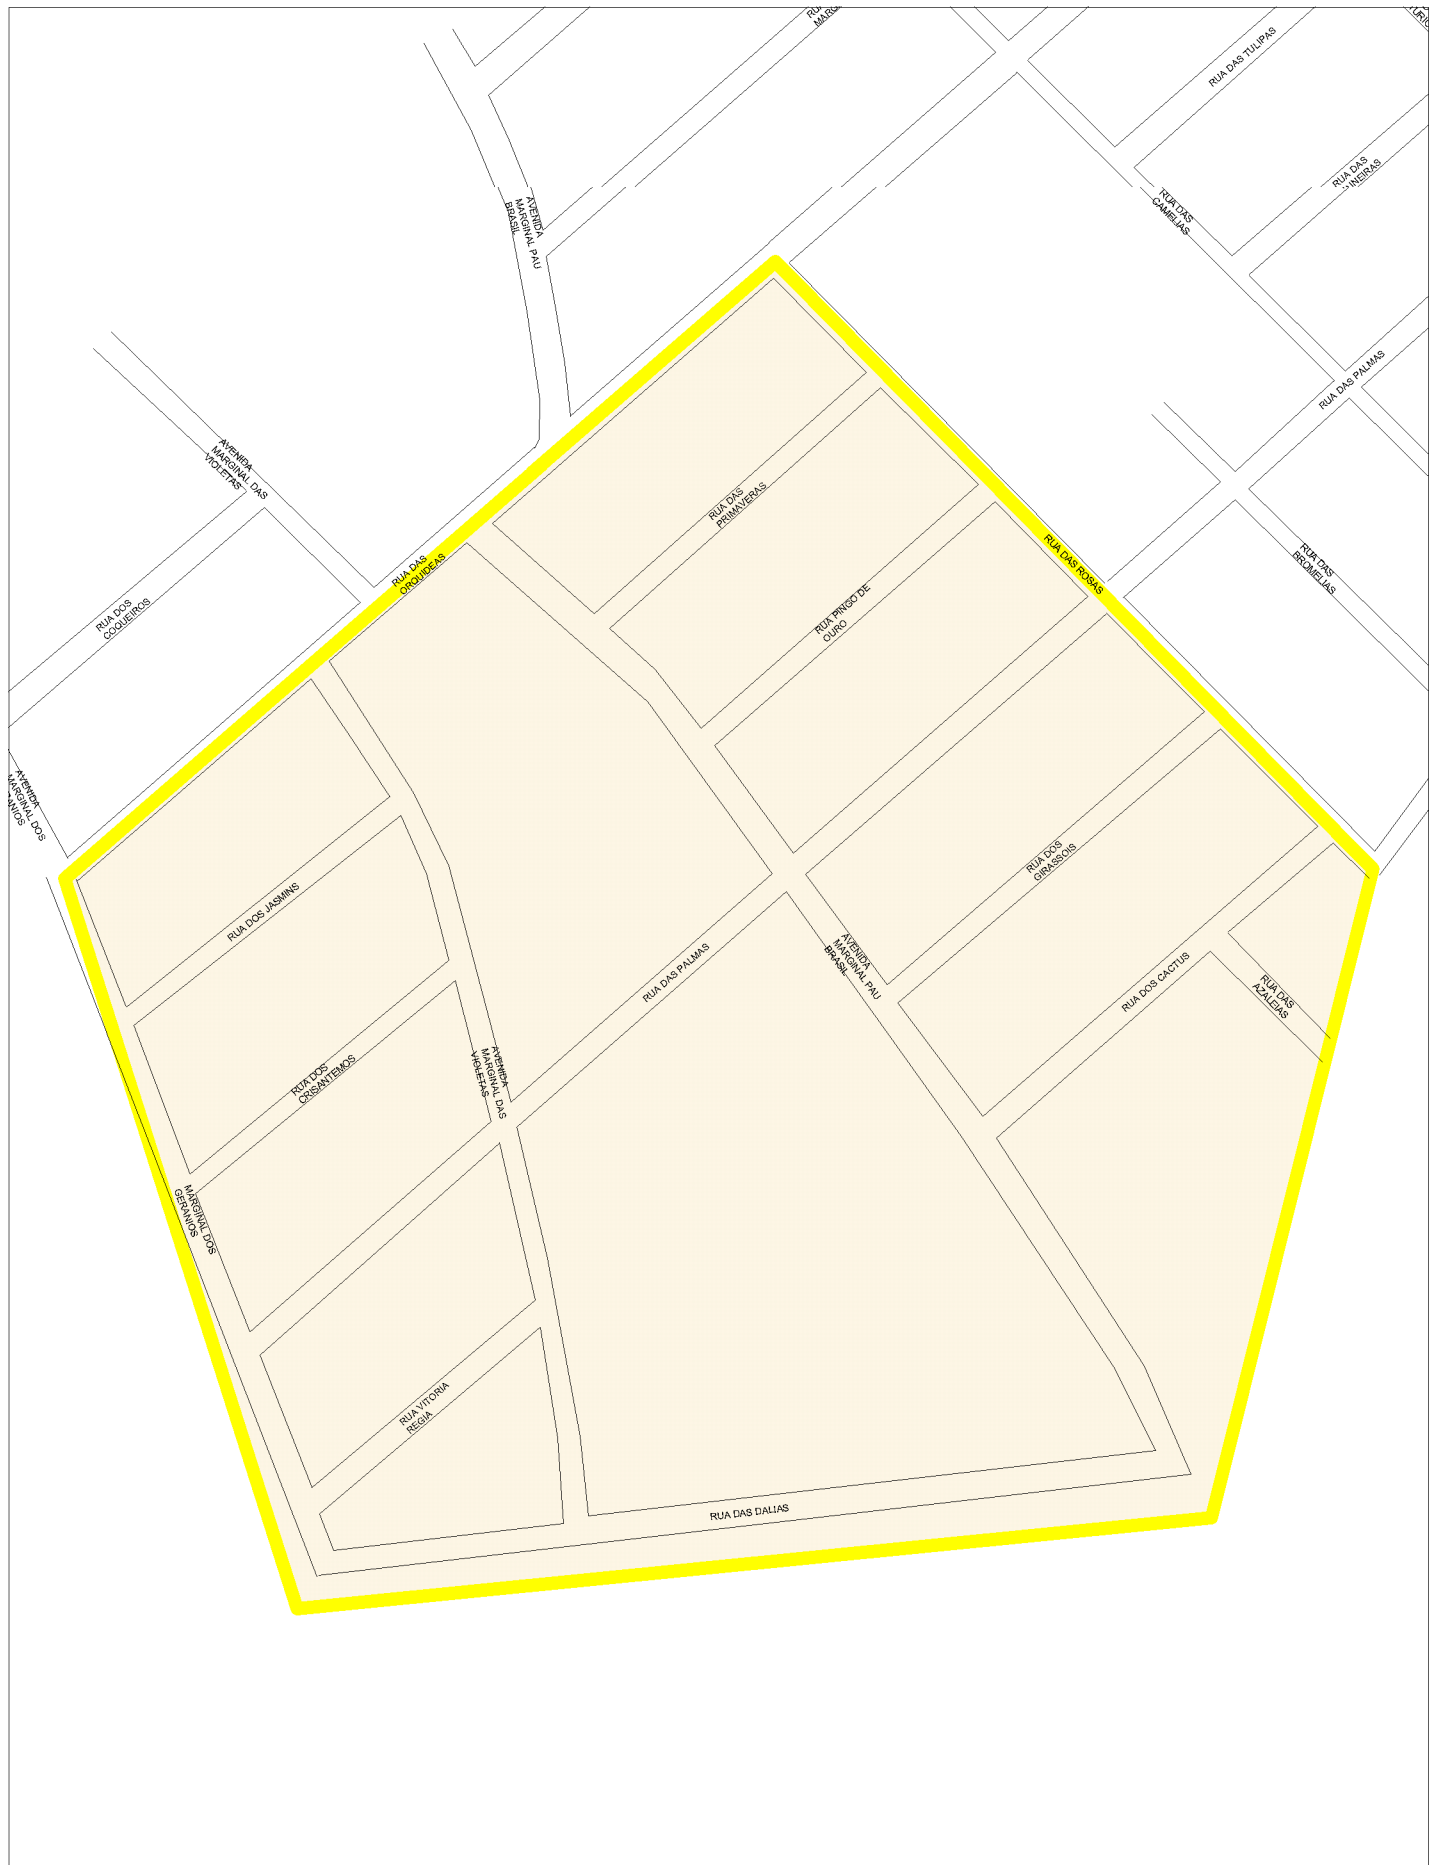 RUA DAS TULIPAS
RUA DAS
AVENIDA
MARGINAL PAU
BRASIL
RUA DAS
CAMELIAS
RUA DAS PALMAS
AVENIDA
MARGINAL DAS
VIOLETAS
RUA DAS
PRIMAVERAS
RUA DAS
ORQUIDEAS
RUA DAS ROSAS
RUA DAS
BROMELIAS
RUA DOS
COQUEIROS
RUA PINGO DE
OURO
AVENIDA
MARGINAL DOS
RUA DOS
GIRASSOIS
RUA DOS JASMINS
RUA DAS PALMAS
AVENIDA
MARGINAL PAU
BRASIL
RUA DOS CACTUS
RUA DAS
AZALEIAS
RUA DOS
CRISANTEMOS
AVENIDA
MARGINAL DAS
VIOLETAS
MARGINAL DOS
GERANIOS
RUA VITORIA
REGIA
RUA DAS DALIAS